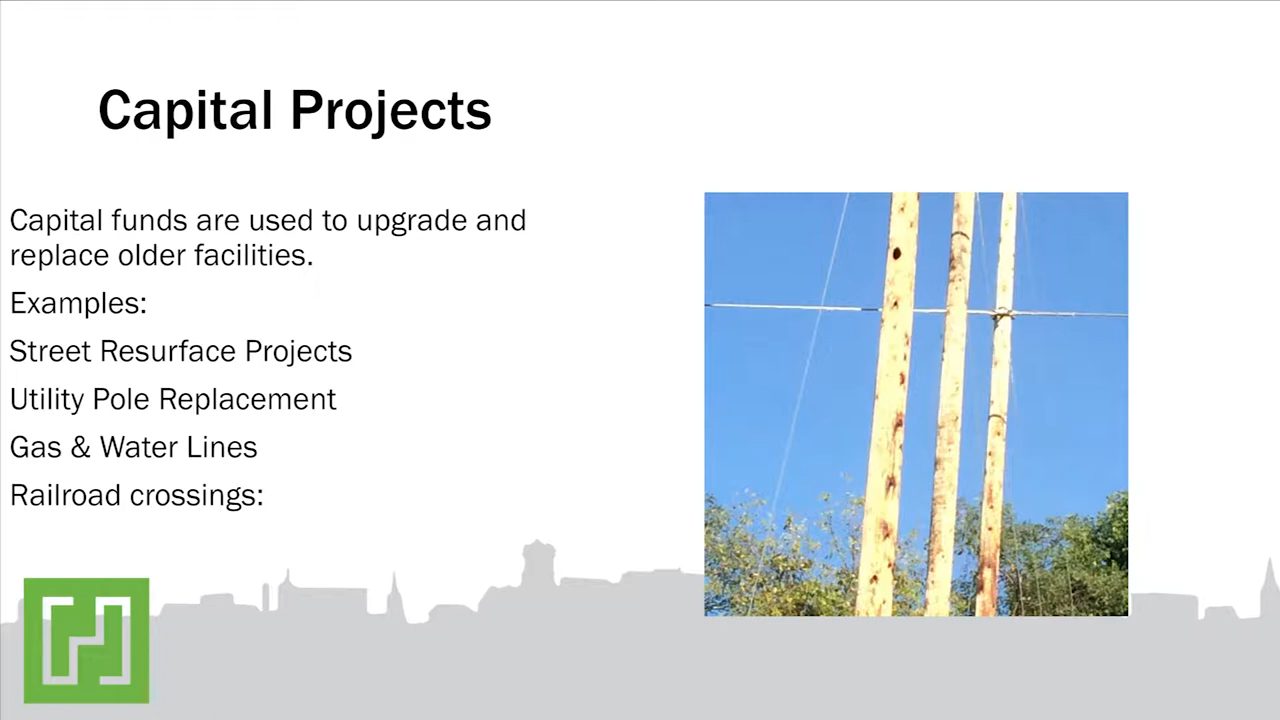 Capital Projects
Capital funds are used to upgrade and
replace older facilities.
Examples:
Street Resurface Projects
Utility Pole Replacement
Gas & Water Lines
Railroad crossings: